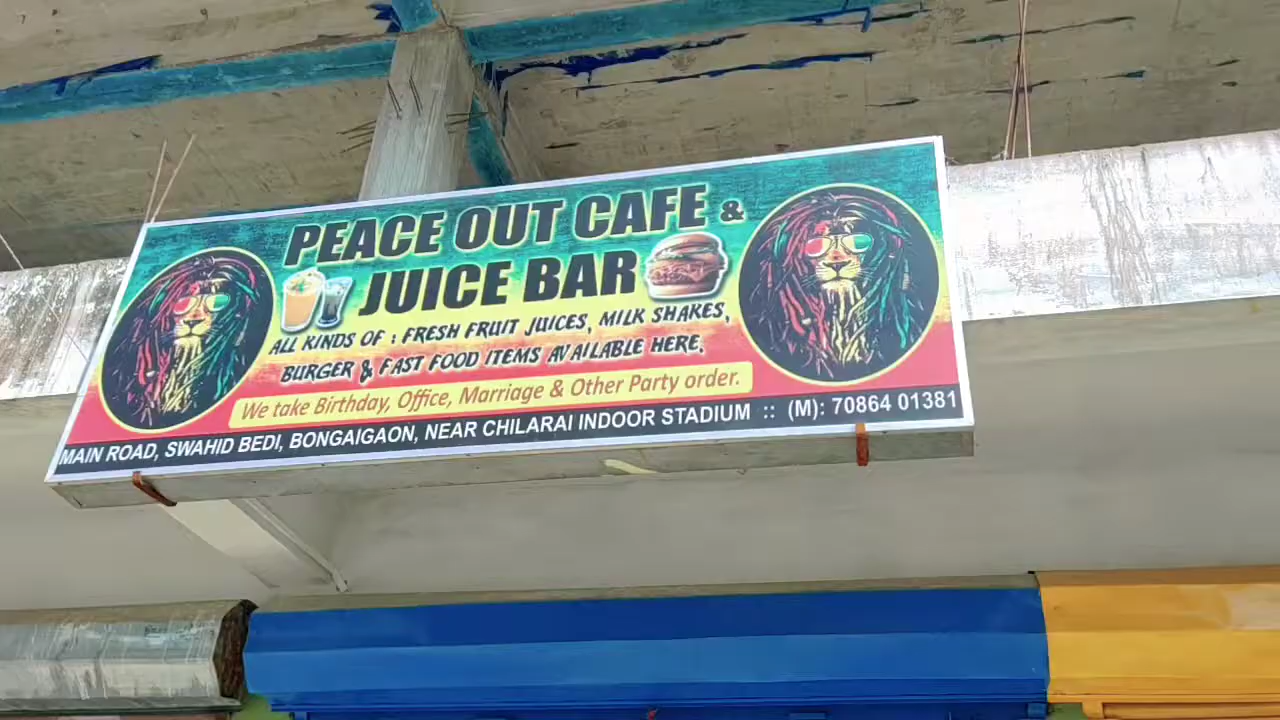 PEACE OUT CAFE &
JUICE BAR
ALL KINDS OF : FRESH FRUIT JUICES, MILK SHAKES,
BURGER & FAST FOOD ITEMS AVAILABLE HERE.
We take Birthday, Office, Marriage & Other Party order.
MAIN ROAD, SWAHID BEDI, BONGAIGAON, NEAR CHILARAI INDOOR STADIUM :: (M): 70864 01381